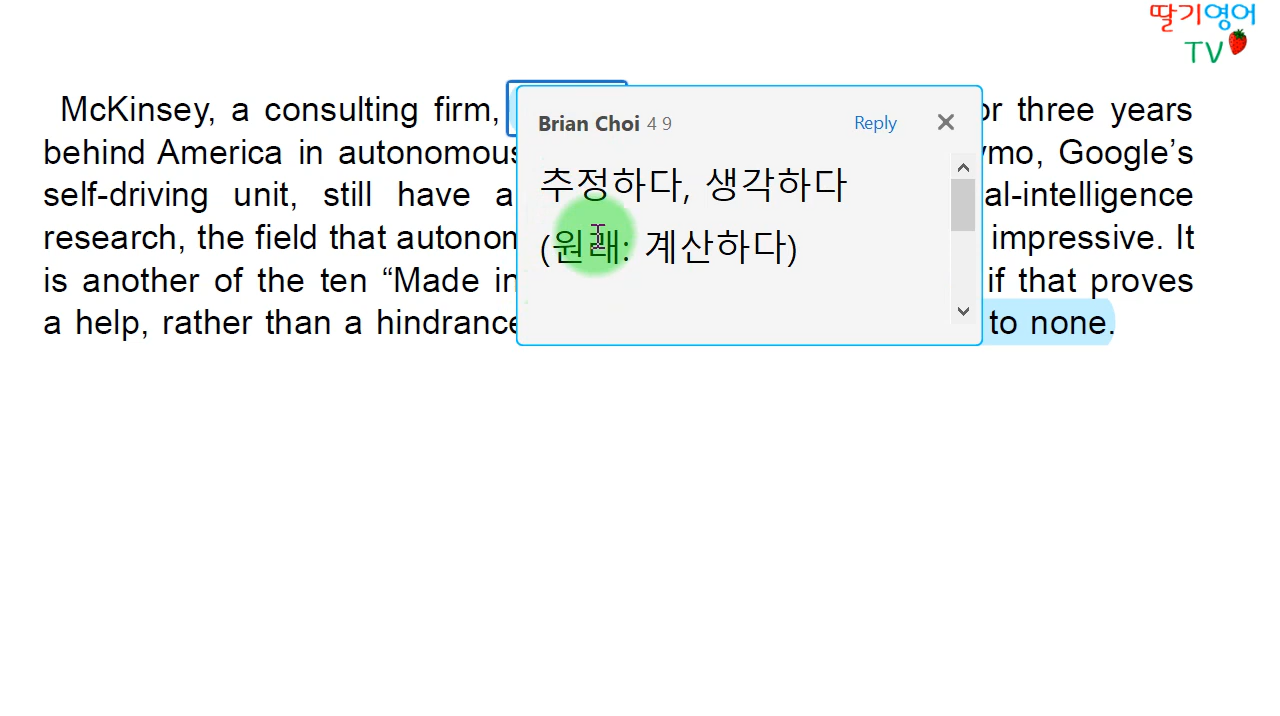 딸기영어
TV
McKinsey, a consulting firm, or three years
behind America in autonomous ymo, Google's
self-driving unit, still have a al-intelligence
research, the field that autonom impressive. It
is another of the ten “Made in if that proves
a help, rather than a hindrance to none.
Brian Choi 4 9 Reply
추정하다, 생각하다
(원래: 계산하다)